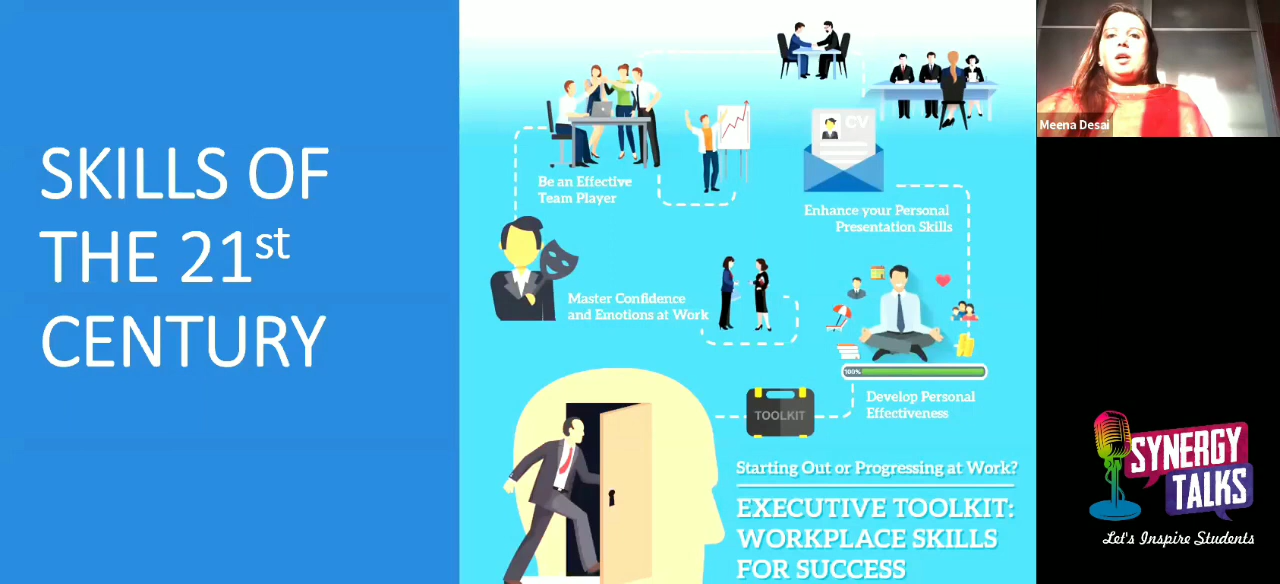 SKILLS OF
THE 21st
CENTURY
CV
Be an Effective
Team Player
Enhance your Personal
Presentation Skills
Master Confidence
and Emotions at Work
100%
Develop Personal
Effectiveness
TOOLKIT
Starting Out or Progressing at Work?
EXECUTIVE TOOLKIT:
WORKPLACE SKILLS
FOR SUCCESS
Meena Desai
SYNERGY
TALKS
Let's Inspire Students